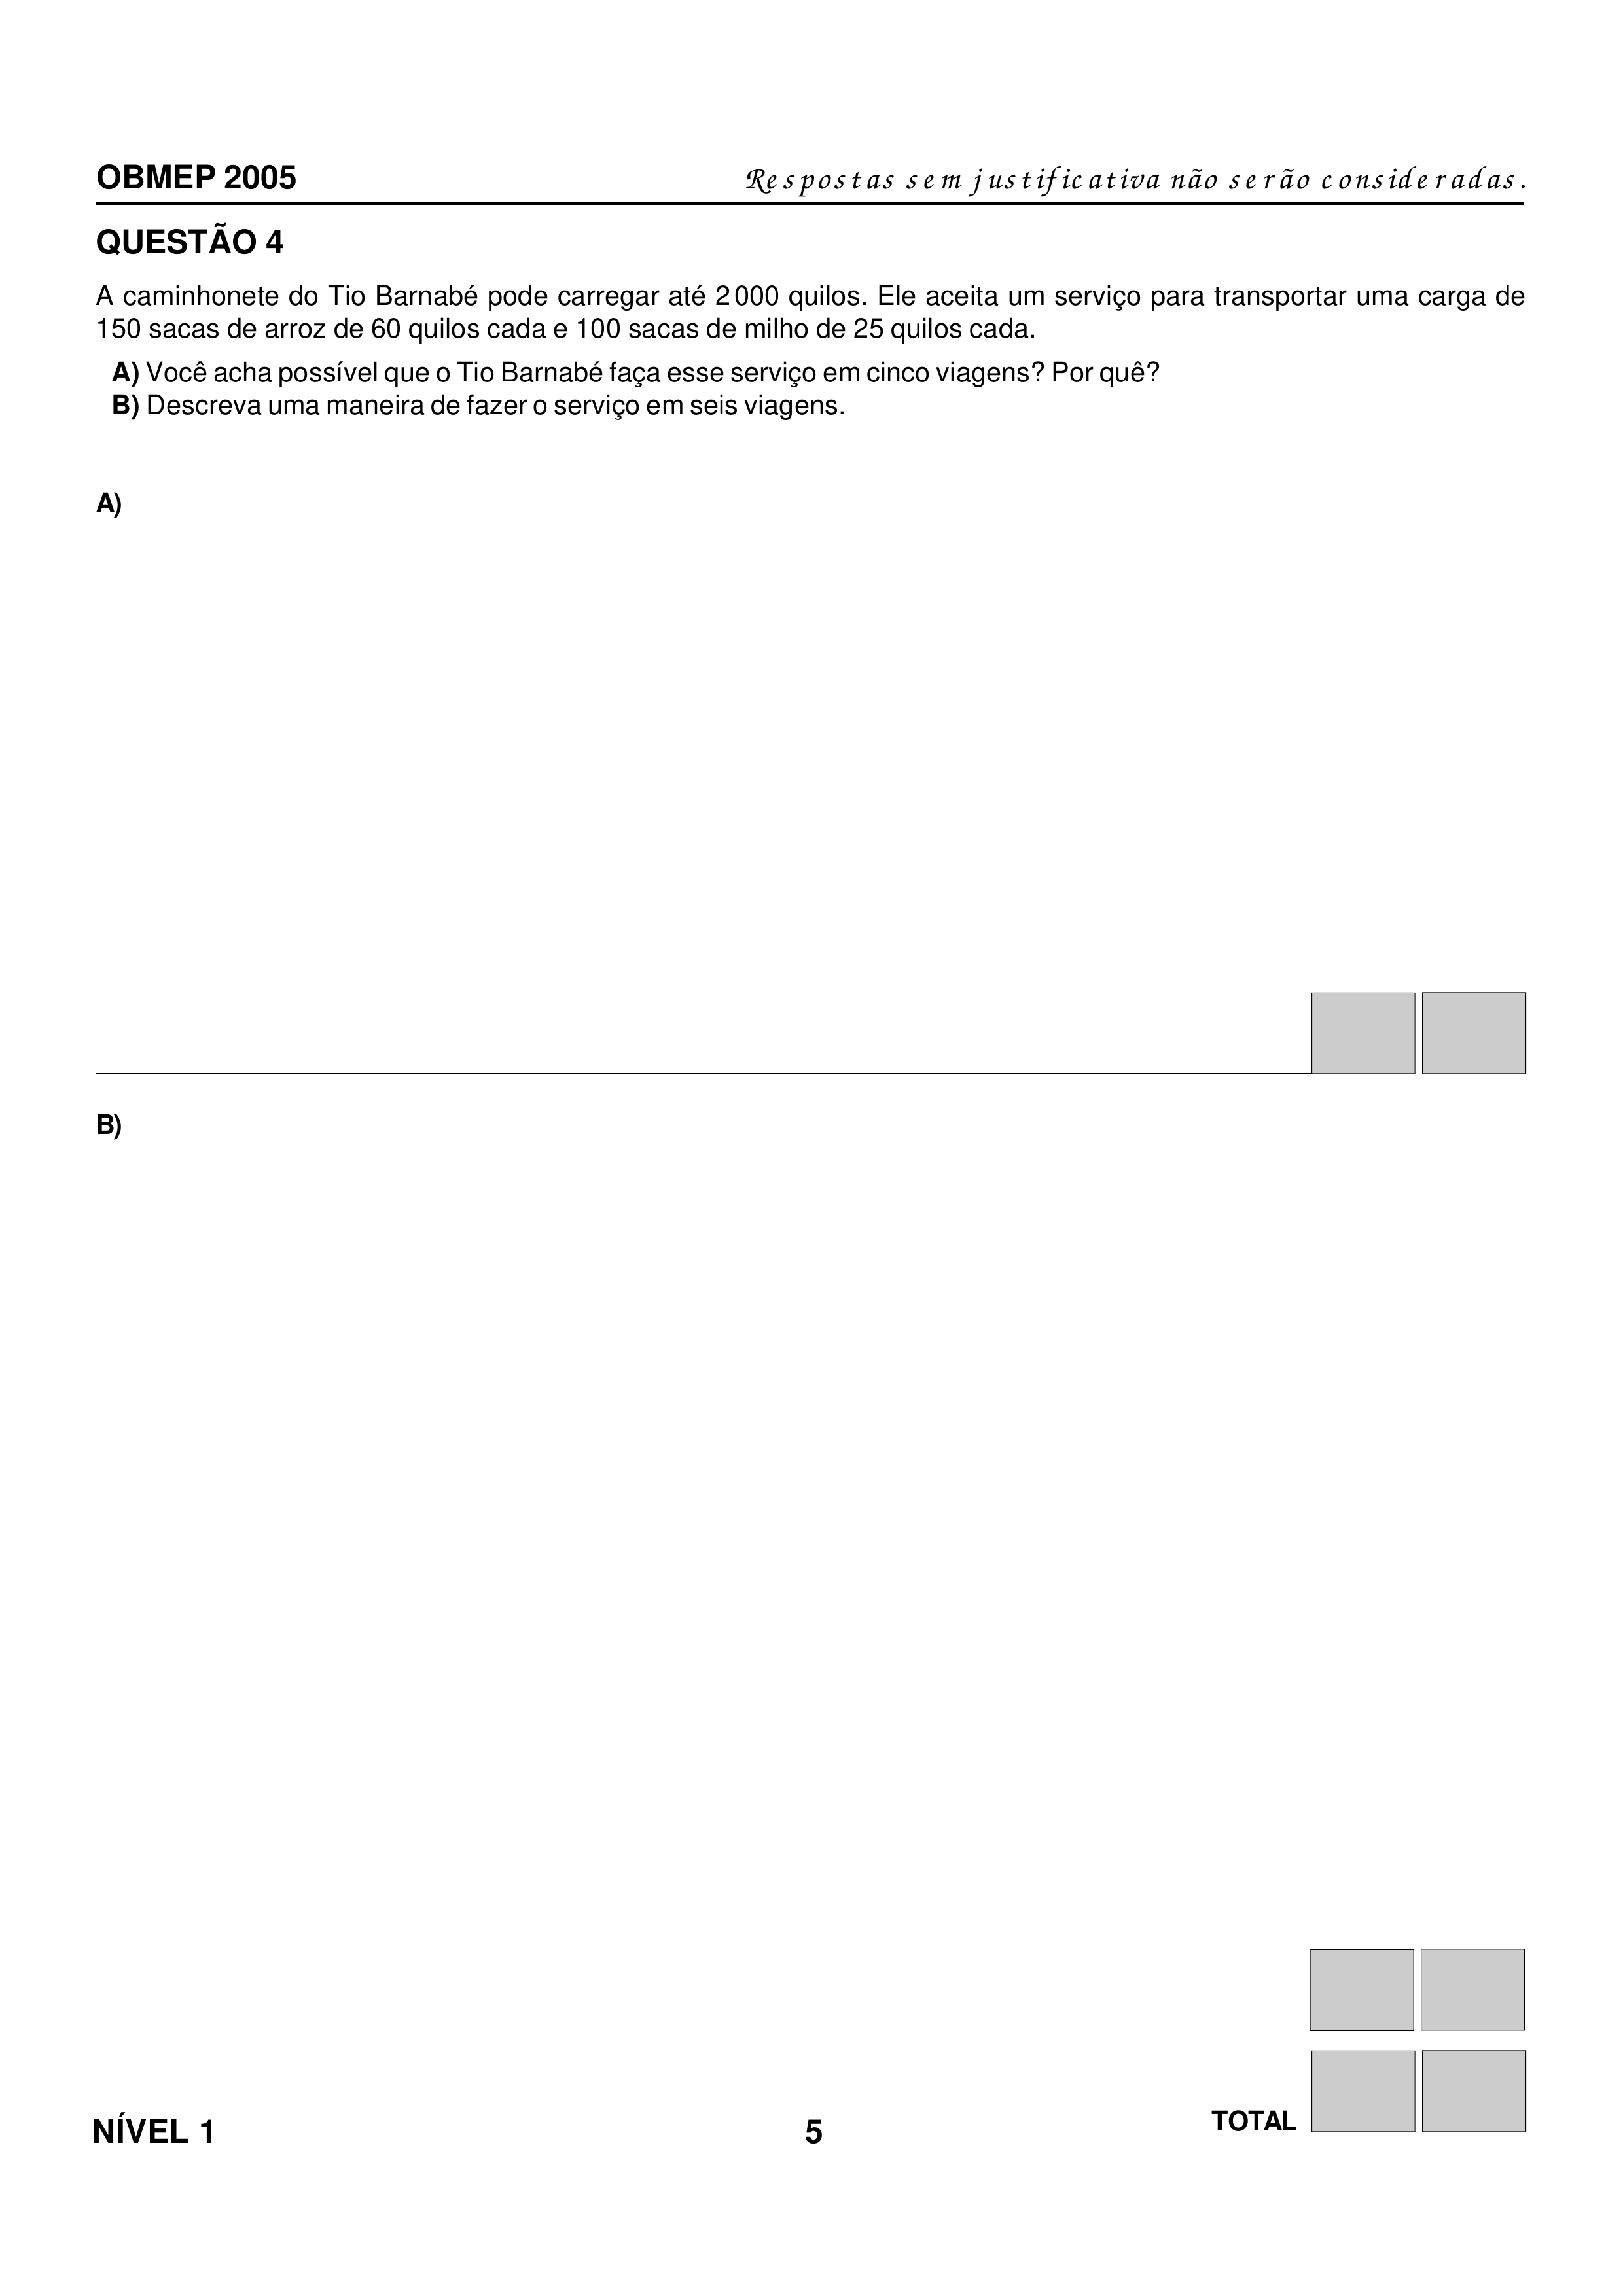 OBMEP 2005
Respostas sem justificativa não serão consideradas.
QUESTÃO 4
A caminhonete do Tio Barnabé pode carregar até 2 000 quilos. Ele aceita um serviço para transportar uma carga de
150 sacas de arroz de 60 quilos cada e 100 sacas de milho de 25 quilos cada.
A) Você acha possível que o Tio Barnabé faça esse serviço em cinco viagens? Por quê?
B) Descreva uma maneira de fazer o serviço em seis viagens.
A)
B)
NÍVEL 1
5
TOTAL